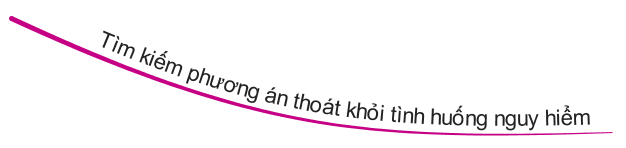 Tìm kiếm phương án thoát khỏi tình huống nguy hiểm